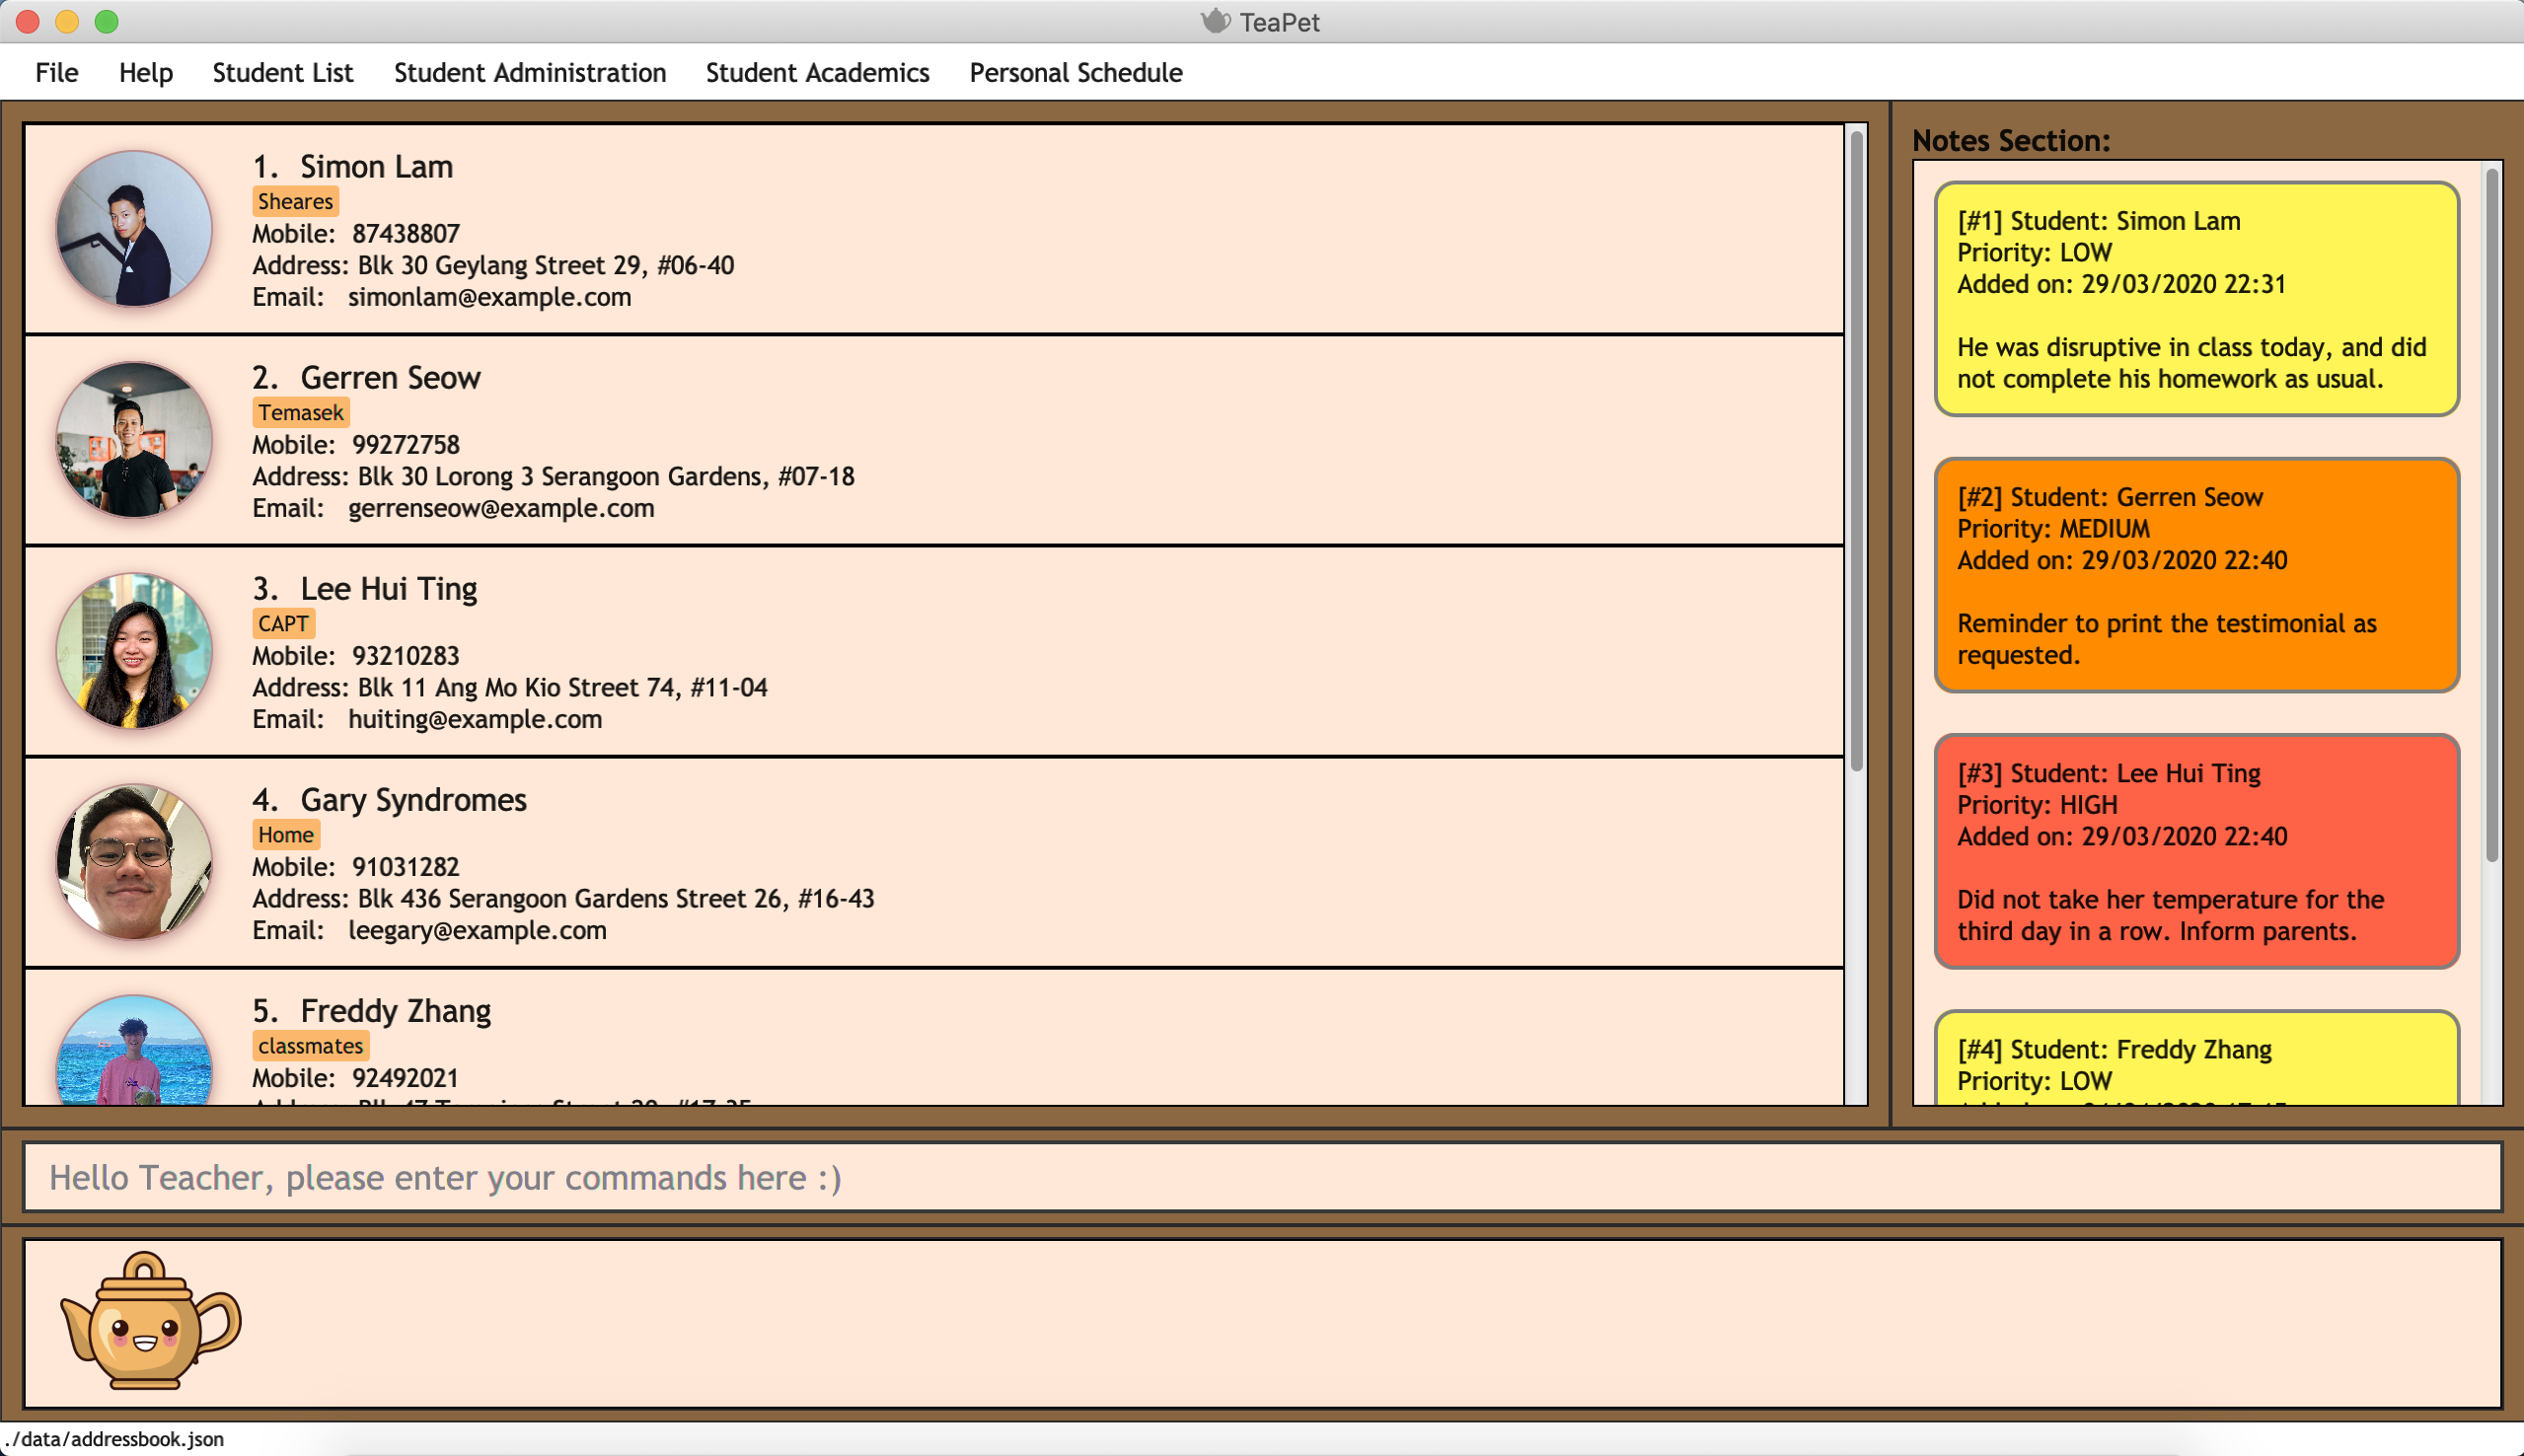 TeaPet
File Help Student List Student Administration Student Academics Personal Schedule
1. Simon Lam
Sheares
Mobile: 87438807
Address: Blk 30 Geylang Street 29, #06-40
Email: simonlam@example.com
2. Gerren Seow
Temasek
Mobile: 99272758
Address: Blk 30 Lorong 3 Serangoon Gardens, #07-18
Email: gerrenseow@example.com
3. Lee Hui Ting
CAPT
Mobile: 93210283
Address: Blk 11 Ang Mo Kio Street 74, #11-04
Email: huiting@example.com
4. Gary Syndromes
Home
Mobile: 91031282
Address: Blk 436 Serangoon Gardens Street 26, #16-43
Email: leegary@example.com
5. Freddy Zhang
classmates
Mobile: 92492021
Notes Section:
[#1] Student: Simon Lam
Priority: LOW
Added on: 29/03/2020 22:31
He was disruptive in class today, and did
not complete his homework as usual.
[#2] Student: Gerren Seow
Priority: MEDIUM
Added on: 29/03/2020 22:40
Reminder to print the testimonial as
requested.
[#3] Student: Lee Hui Ting
Priority: HIGH
Added on: 29/03/2020 22:40
Did not take her temperature for the
third day in a row. Inform parents.
[#4] Student: Freddy Zhang
Priority: LOW
Hello Teacher, please enter your commands here :)
./data/addressbook.json